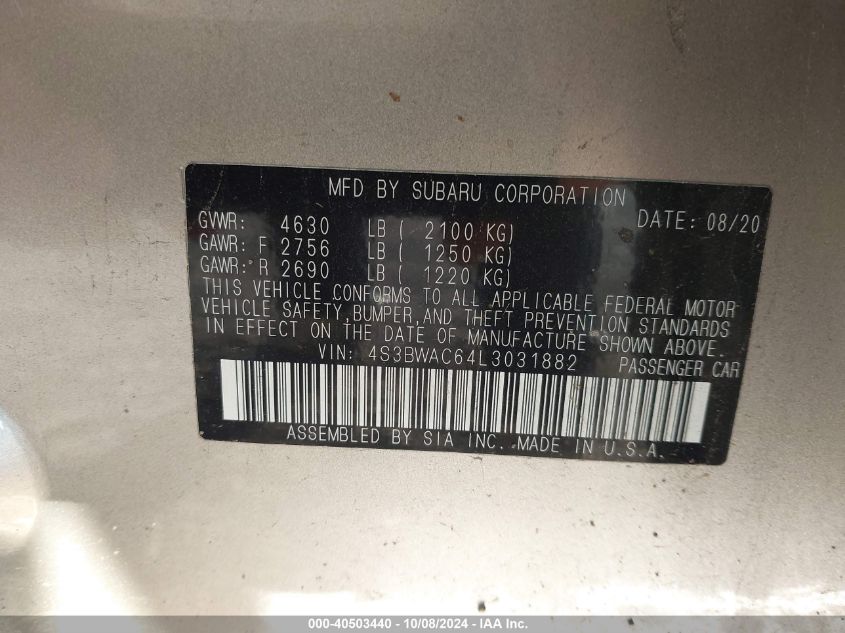 MFD BY SUBARU CORPORATION
GVWR: 4630 LB ( 2100 KG) DATE: 08/20
GAWR: F 2756 LB ( 1250 KG)
GAWR: R 2690 LB ( 1220 KG)
THIS VEHICLE CONFORMS TO ALL APPLICABLE FEDERAL MOTOR
VEHICLE SAFETY, BUMPER, AND THEFT PREVENTION STANDARDS
IN EFFECT ON THE DATE OF MANUFACTURE SHOWN ABOVE.
VIN: 4S3BWAC64L3031882 PASSENGER CAR
ASSEMBLED BY SIA INC. MADE IN U.S.A.
000-40503440 - 10/08/2024 - IAA Inc.